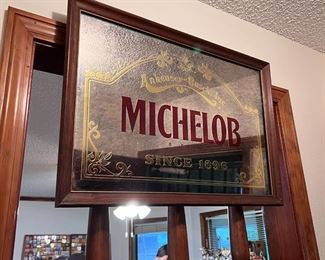 Anheuser-Busch
MICHELOB
SINCE 1896